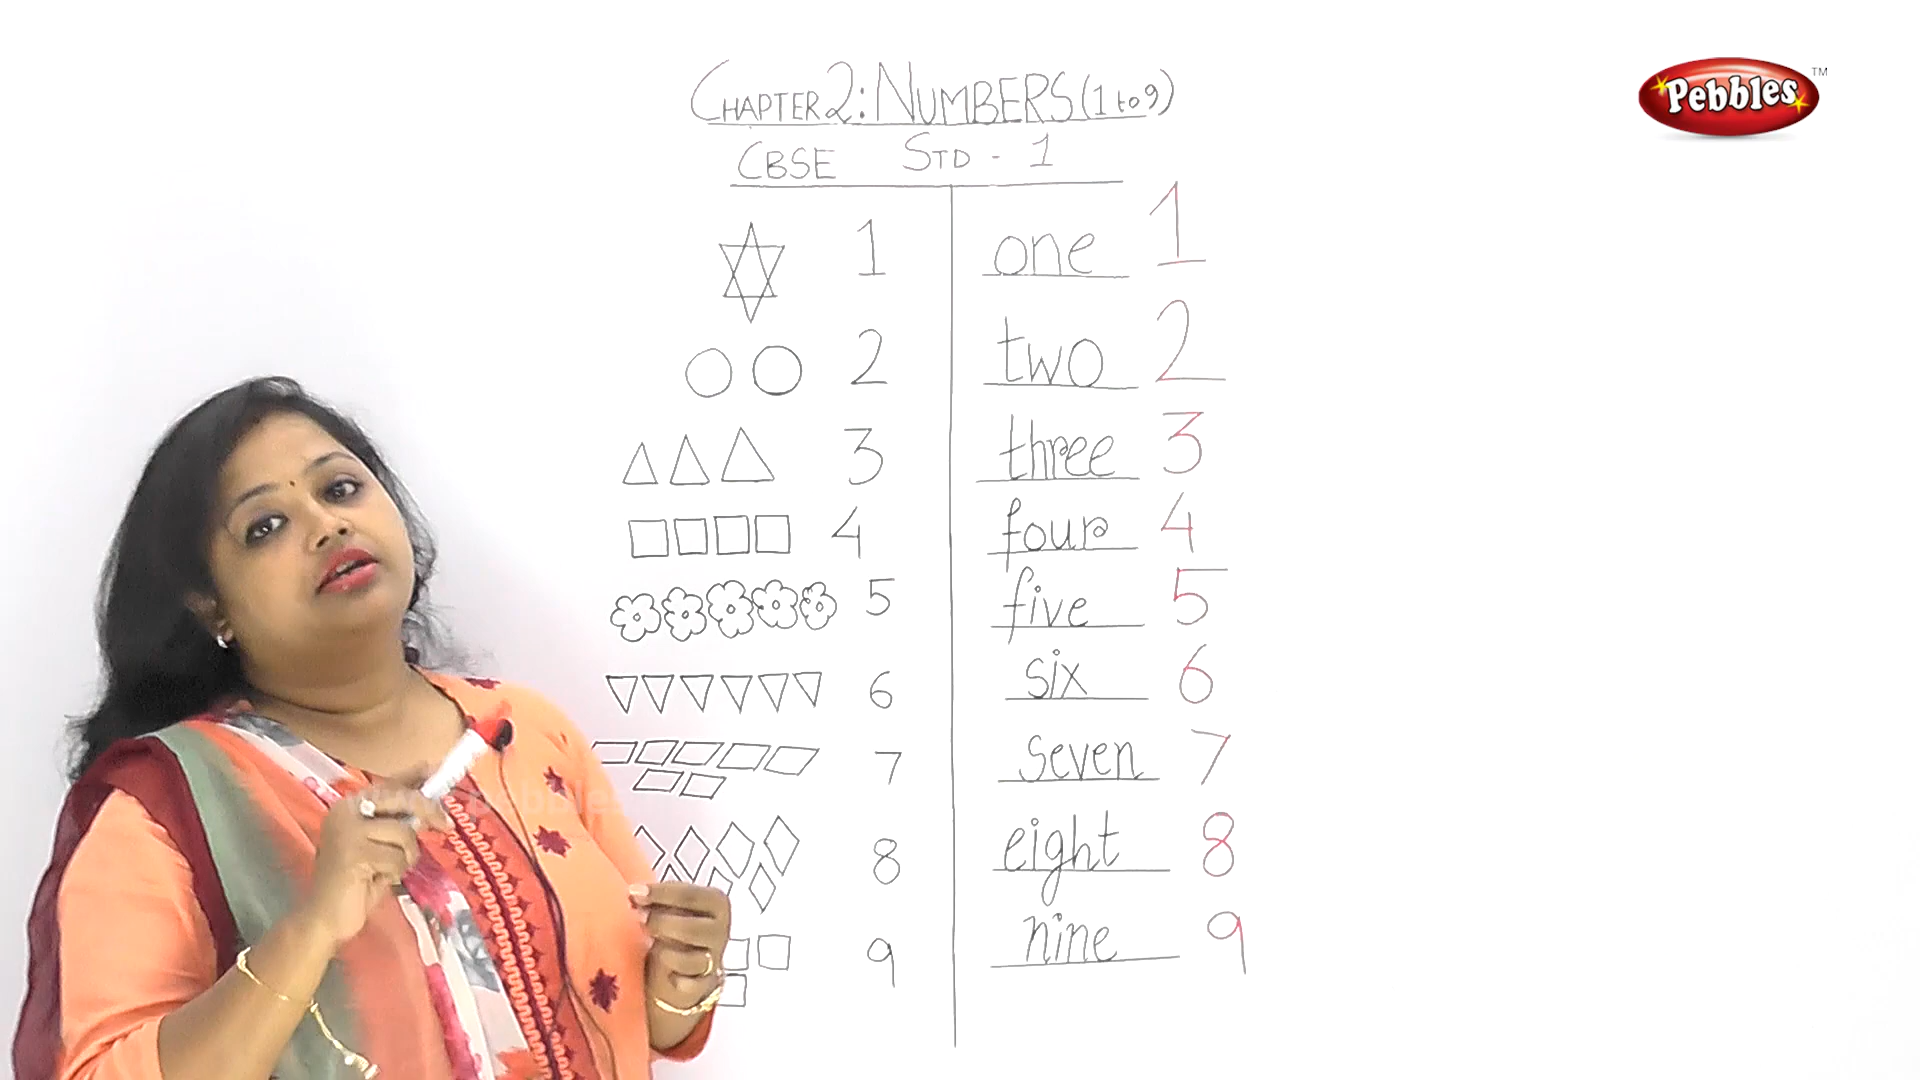 Pebbles™
CHAPTER 2: NUMBERS (1 to 9)
CBSE STD - 1
1 one 1
2 two 2
3 three 3
4 four 4
5 five 5
6 six 6
7 seven 7
8 eight 8
9 nine 9